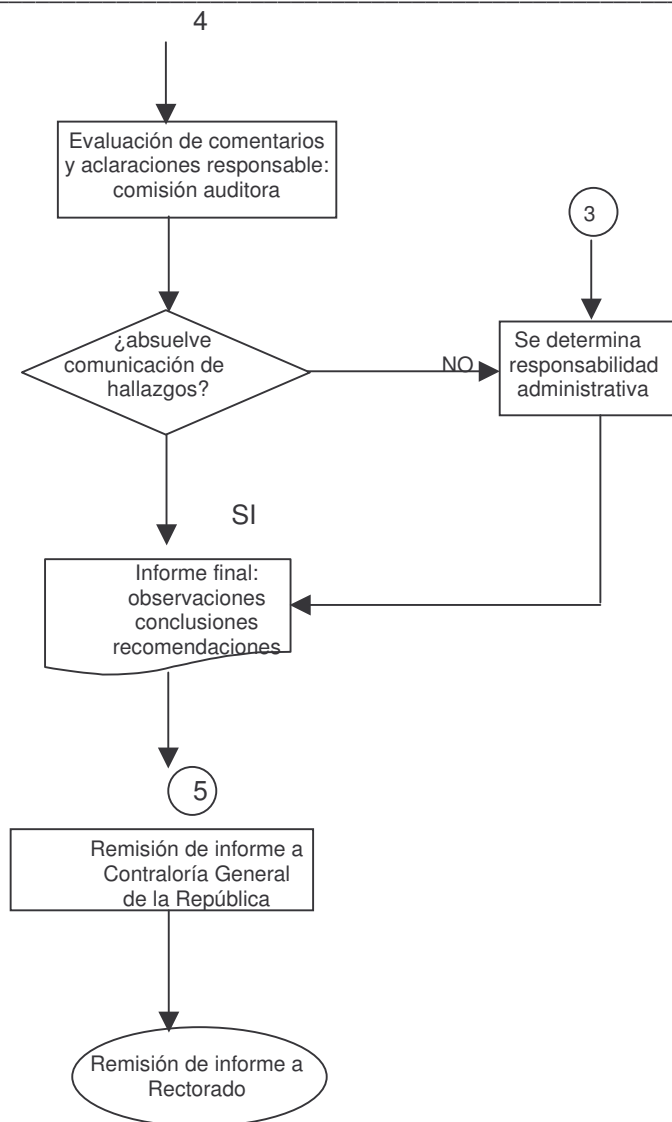 4
Evaluación de comentarios
y aclaraciones responsable:
comisión auditora
3
¿absuelve
comunicación de
hallazgos?
NO
Se determina
responsabilidad
administrativa
SI
Informe final:
observaciones
conclusiones
recomendaciones
5
Remisión de informe a
Contraloría General
de la República
Remisión de informe a
Rectorado